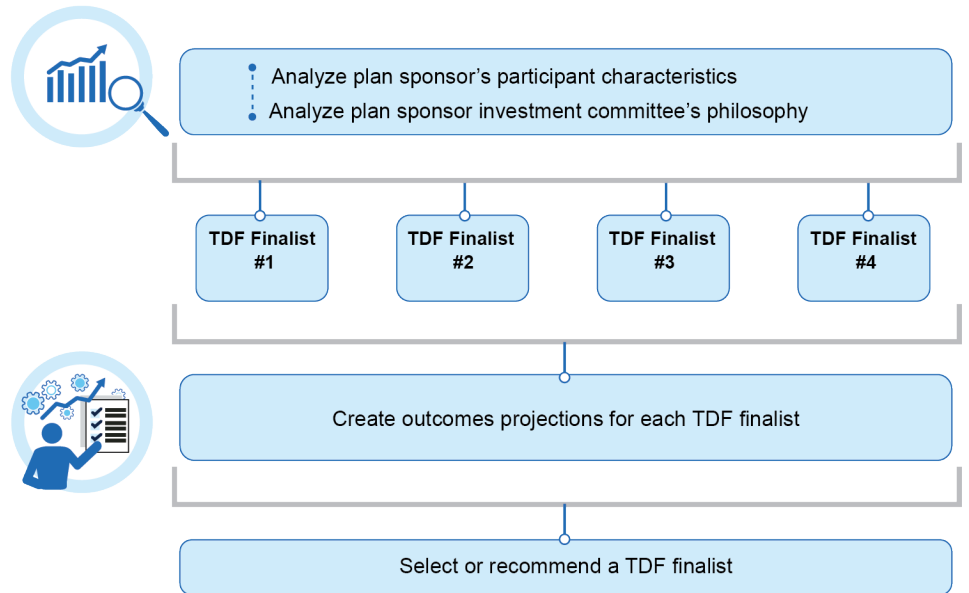 Analyze plan sponsor's participant characteristics
Analyze plan sponsor investment committee's philosophy
TDF Finalist
#1
TDF Finalist
#2
TDF Finalist
#3
TDF Finalist
#4
Create outcomes projections for each TDF finalist
Select or recommend a TDF finalist